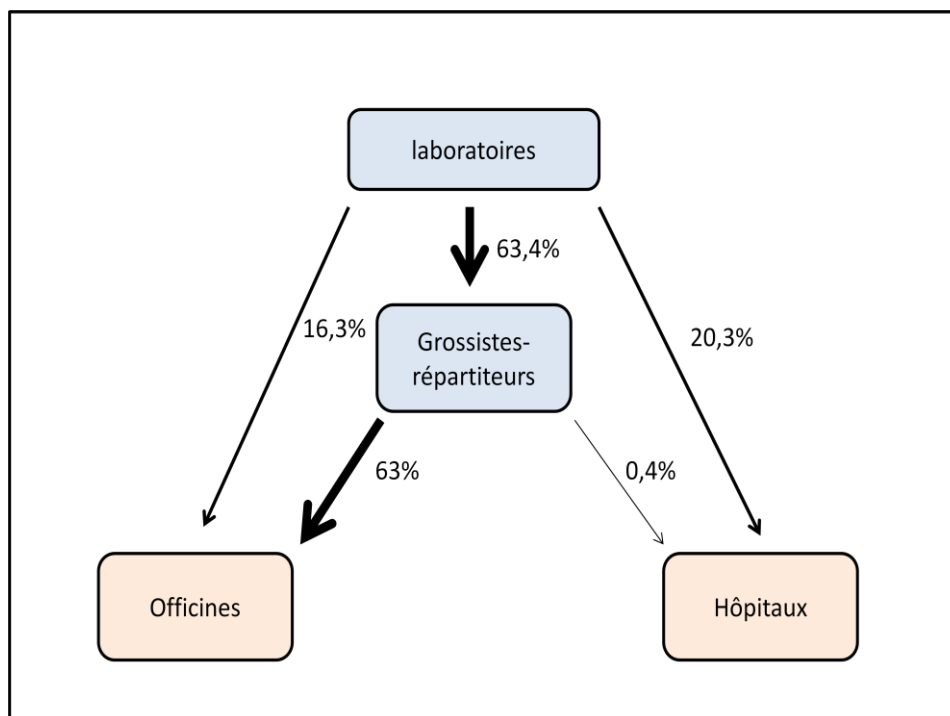 laboratoires
63,4%
16,3%
20,3%
Grossistes-
répartiteurs
63%
0,4%
Officines
Hôpitaux